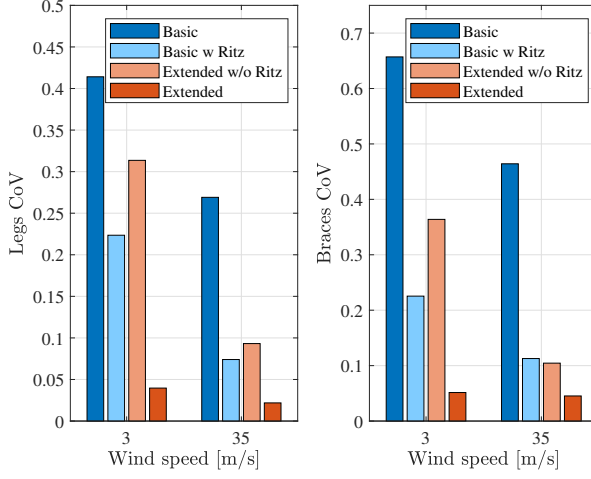 0.5
0.45
0.4
0.35
0.3
0.25
0.2
0.15
0.1
0.05
0
Legs CoV
Basic
Basic w Ritz
Extended w/o Ritz
Extended
3
35
Wind speed [m/s]
0.7
0.6
0.5
0.4
0.3
0.2
0.1
0
Braces CoV
Basic
Basic w Ritz
Extended w/o Ritz
Extended
3
35
Wind speed [m/s]